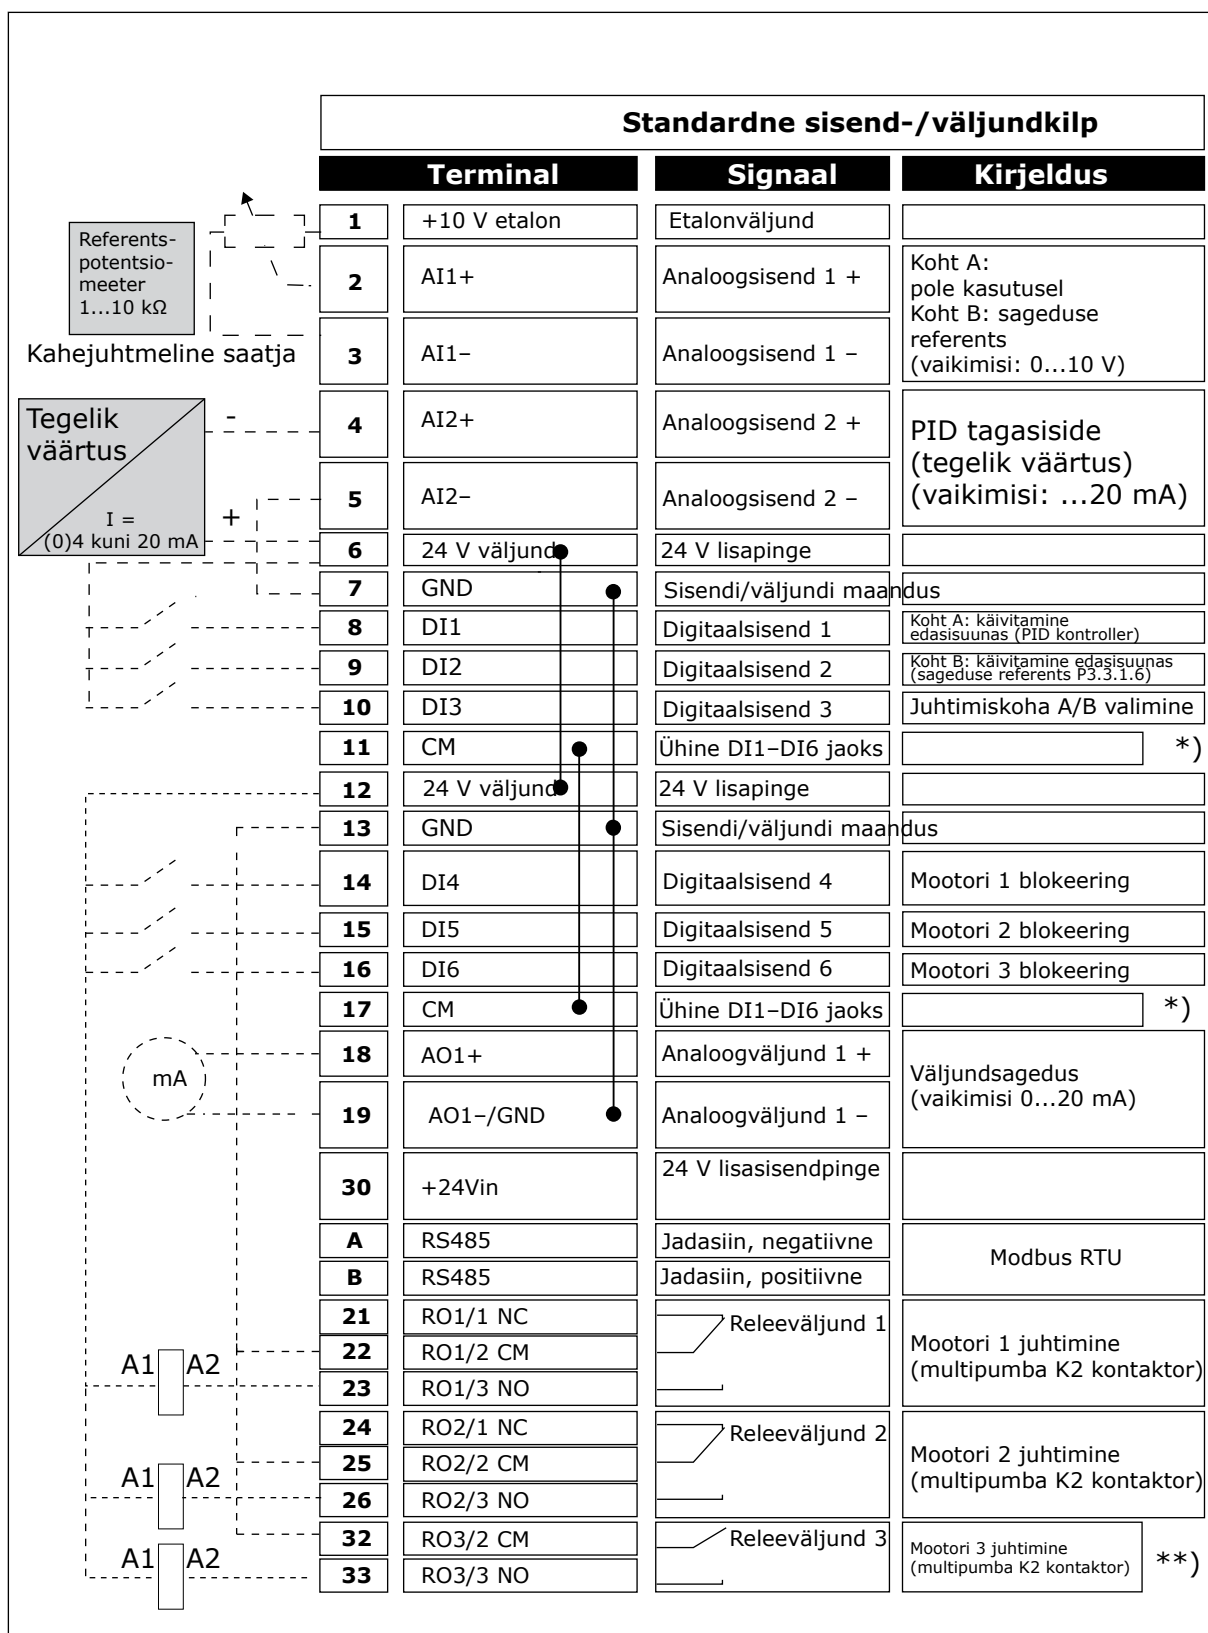 Standardne sisend-/väljundkilp
Terminal Signaal Kirjeldus
Referents-
potentsio-
meeter
1...10 kΩ
Kahejuhtmeline saatja
Tegelik
väärtus
-
+
I =
(0)4 kuni 20 mA
1 +10 V etalon Etalonväljund
2 AI1+ Analoogsisend 1 +
3 AI1– Analoogsisend 1 –
Koht A:
pole kasutusel
Koht B: sageduse
referents
(vaikimisi: 0...10 V)
4 AI2+ Analoogsisend 2 +
5 AI2– Analoogsisend 2 –
PID tagasiside
(tegelik väärtus)
(vaikimisi: ...20 mA)
6 24 V väljund 24 V lisapinge
7 GND Sisendi/väljundi maandus
8 DI1 Digitaalsisend 1
Koht A: käivitamine
edasisuunas (PID kontroller)
9 DI2 Digitaalsisend 2
Koht B: käivitamine edasisuunas
(sageduse referents P3.3.1.6)
10 DI3 Digitaalsisend 3 Juhtimiskoha A/B valimine
11 CM Ühine DI1–DI6 jaoks *)
12 24 V väljund 24 V lisapinge
13 GND Sisendi/väljundi maandus
14 DI4 Digitaalsisend 4 Mootori 1 blokeering
15 DI5 Digitaalsisend 5 Mootori 2 blokeering
16 DI6 Digitaalsisend 6 Mootori 3 blokeering
17 CM Ühine DI1–DI6 jaoks *)
mA
18 AO1+ Analoogväljund 1 +
19 AO1–/GND Analoogväljund 1 –
Väljundsagedus
(vaikimisi 0...20 mA)
30 +24Vin 24 V lisasisendpinge
A RS485 Jadasiin, negatiivne
B RS485 Jadasiin, positiivne
Modbus RTU
21 RO1/1 NC Releeväljund 1
22 RO1/2 CM
23 RO1/3 NO
A1 A2
Mootori 1 juhtimine
(multipumba K2 kontaktor)
24 RO2/1 NC Releeväljund 2
25 RO2/2 CM
26 RO2/3 NO
A1 A2
Mootori 2 juhtimine
(multipumba K2 kontaktor)
32 RO3/2 CM Releeväljund 3
33 RO3/3 NO
A1 A2
Mootori 3 juhtimine
(multipumba K2 kontaktor)
**)